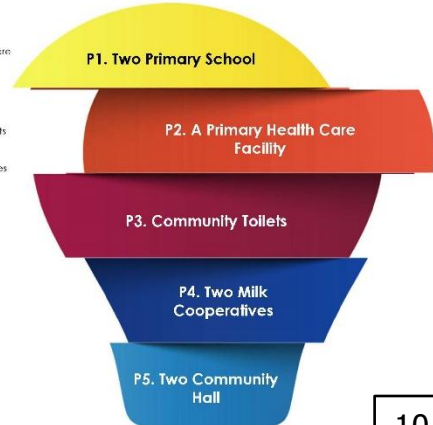 P1. Two Primary School
P2. A Primary Health Care
Facility
P3. Community Toilets
P4. Two Milk
Cooperatives
P5. Two Community
Hall
10